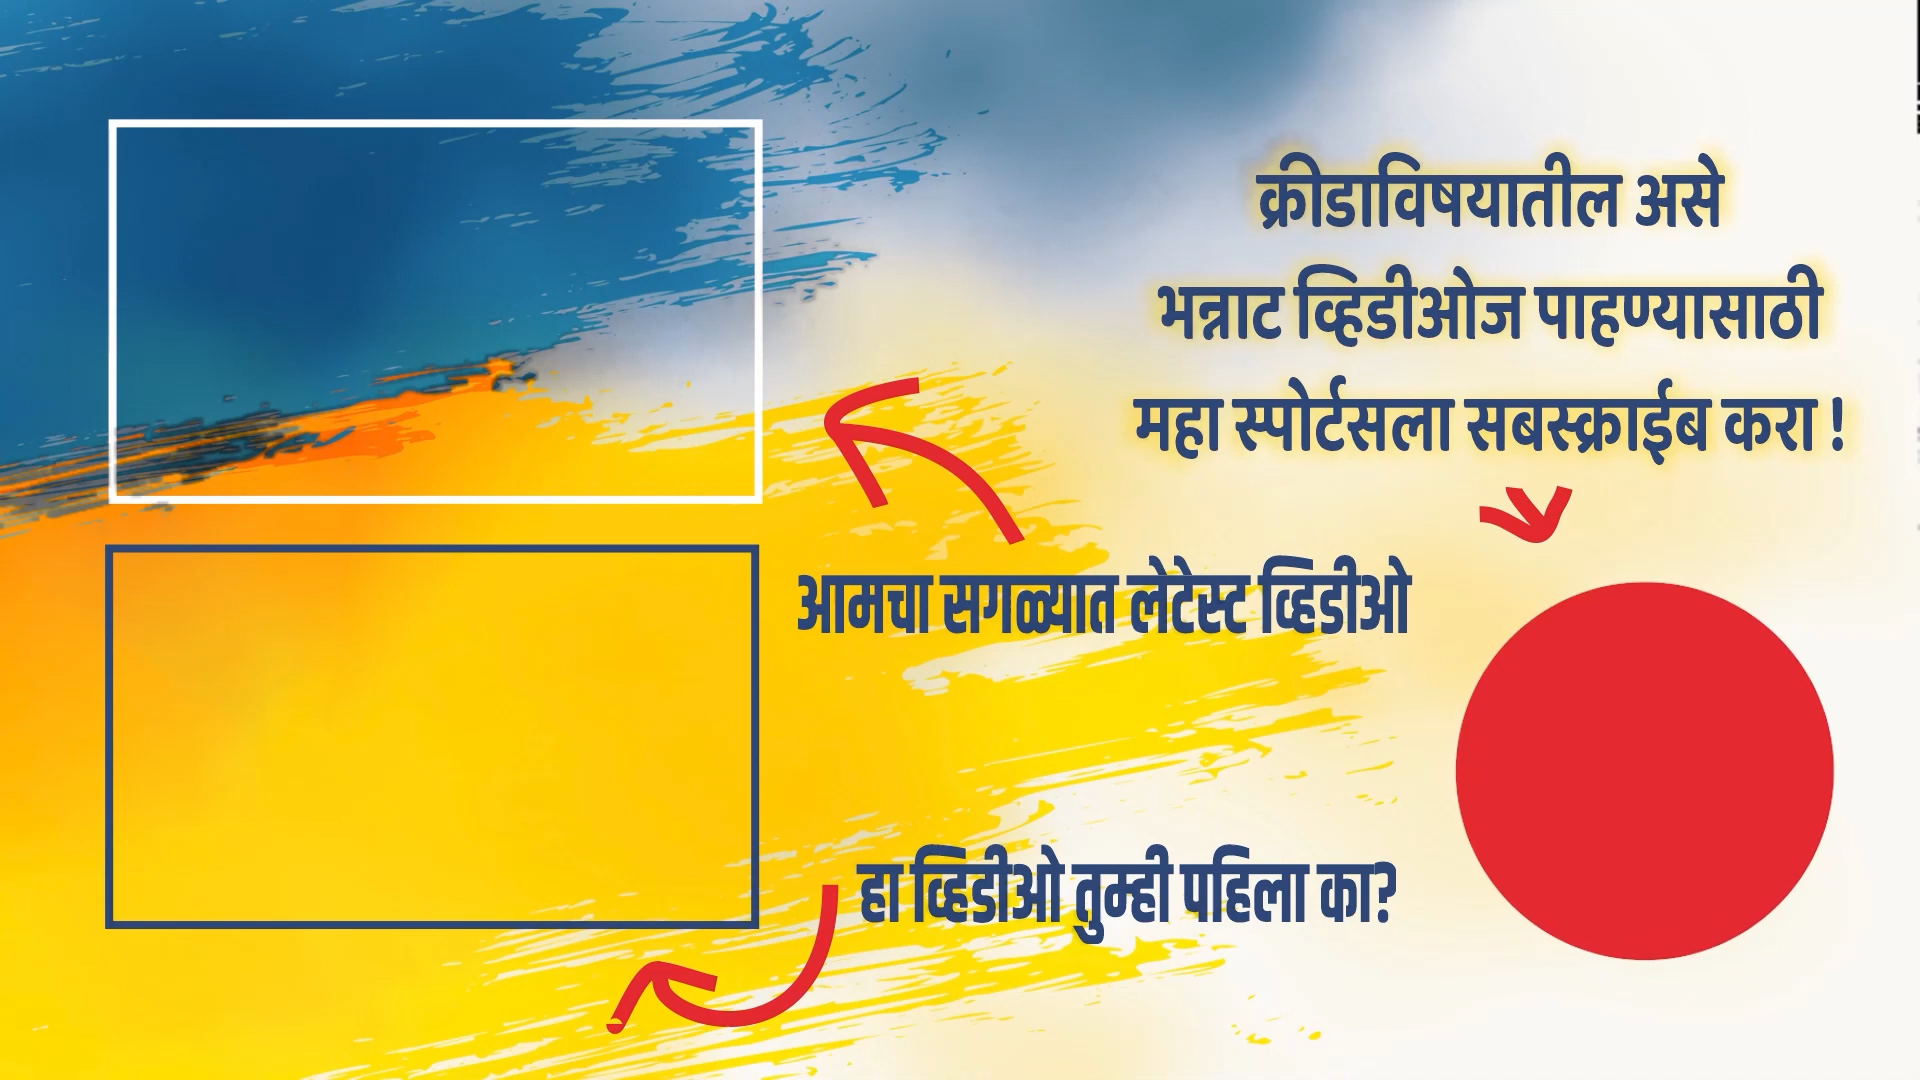 क्रीडाविषयातील असे
भन्नाट व्हिडीओज पाहण्यासाठी
महा स्पोर्टसला सबस्क्राईब करा !
आमचा सगळ्यात लेटेस्ट व्हिडीओ
हा व्हिडीओ तुम्ही पहिला का?